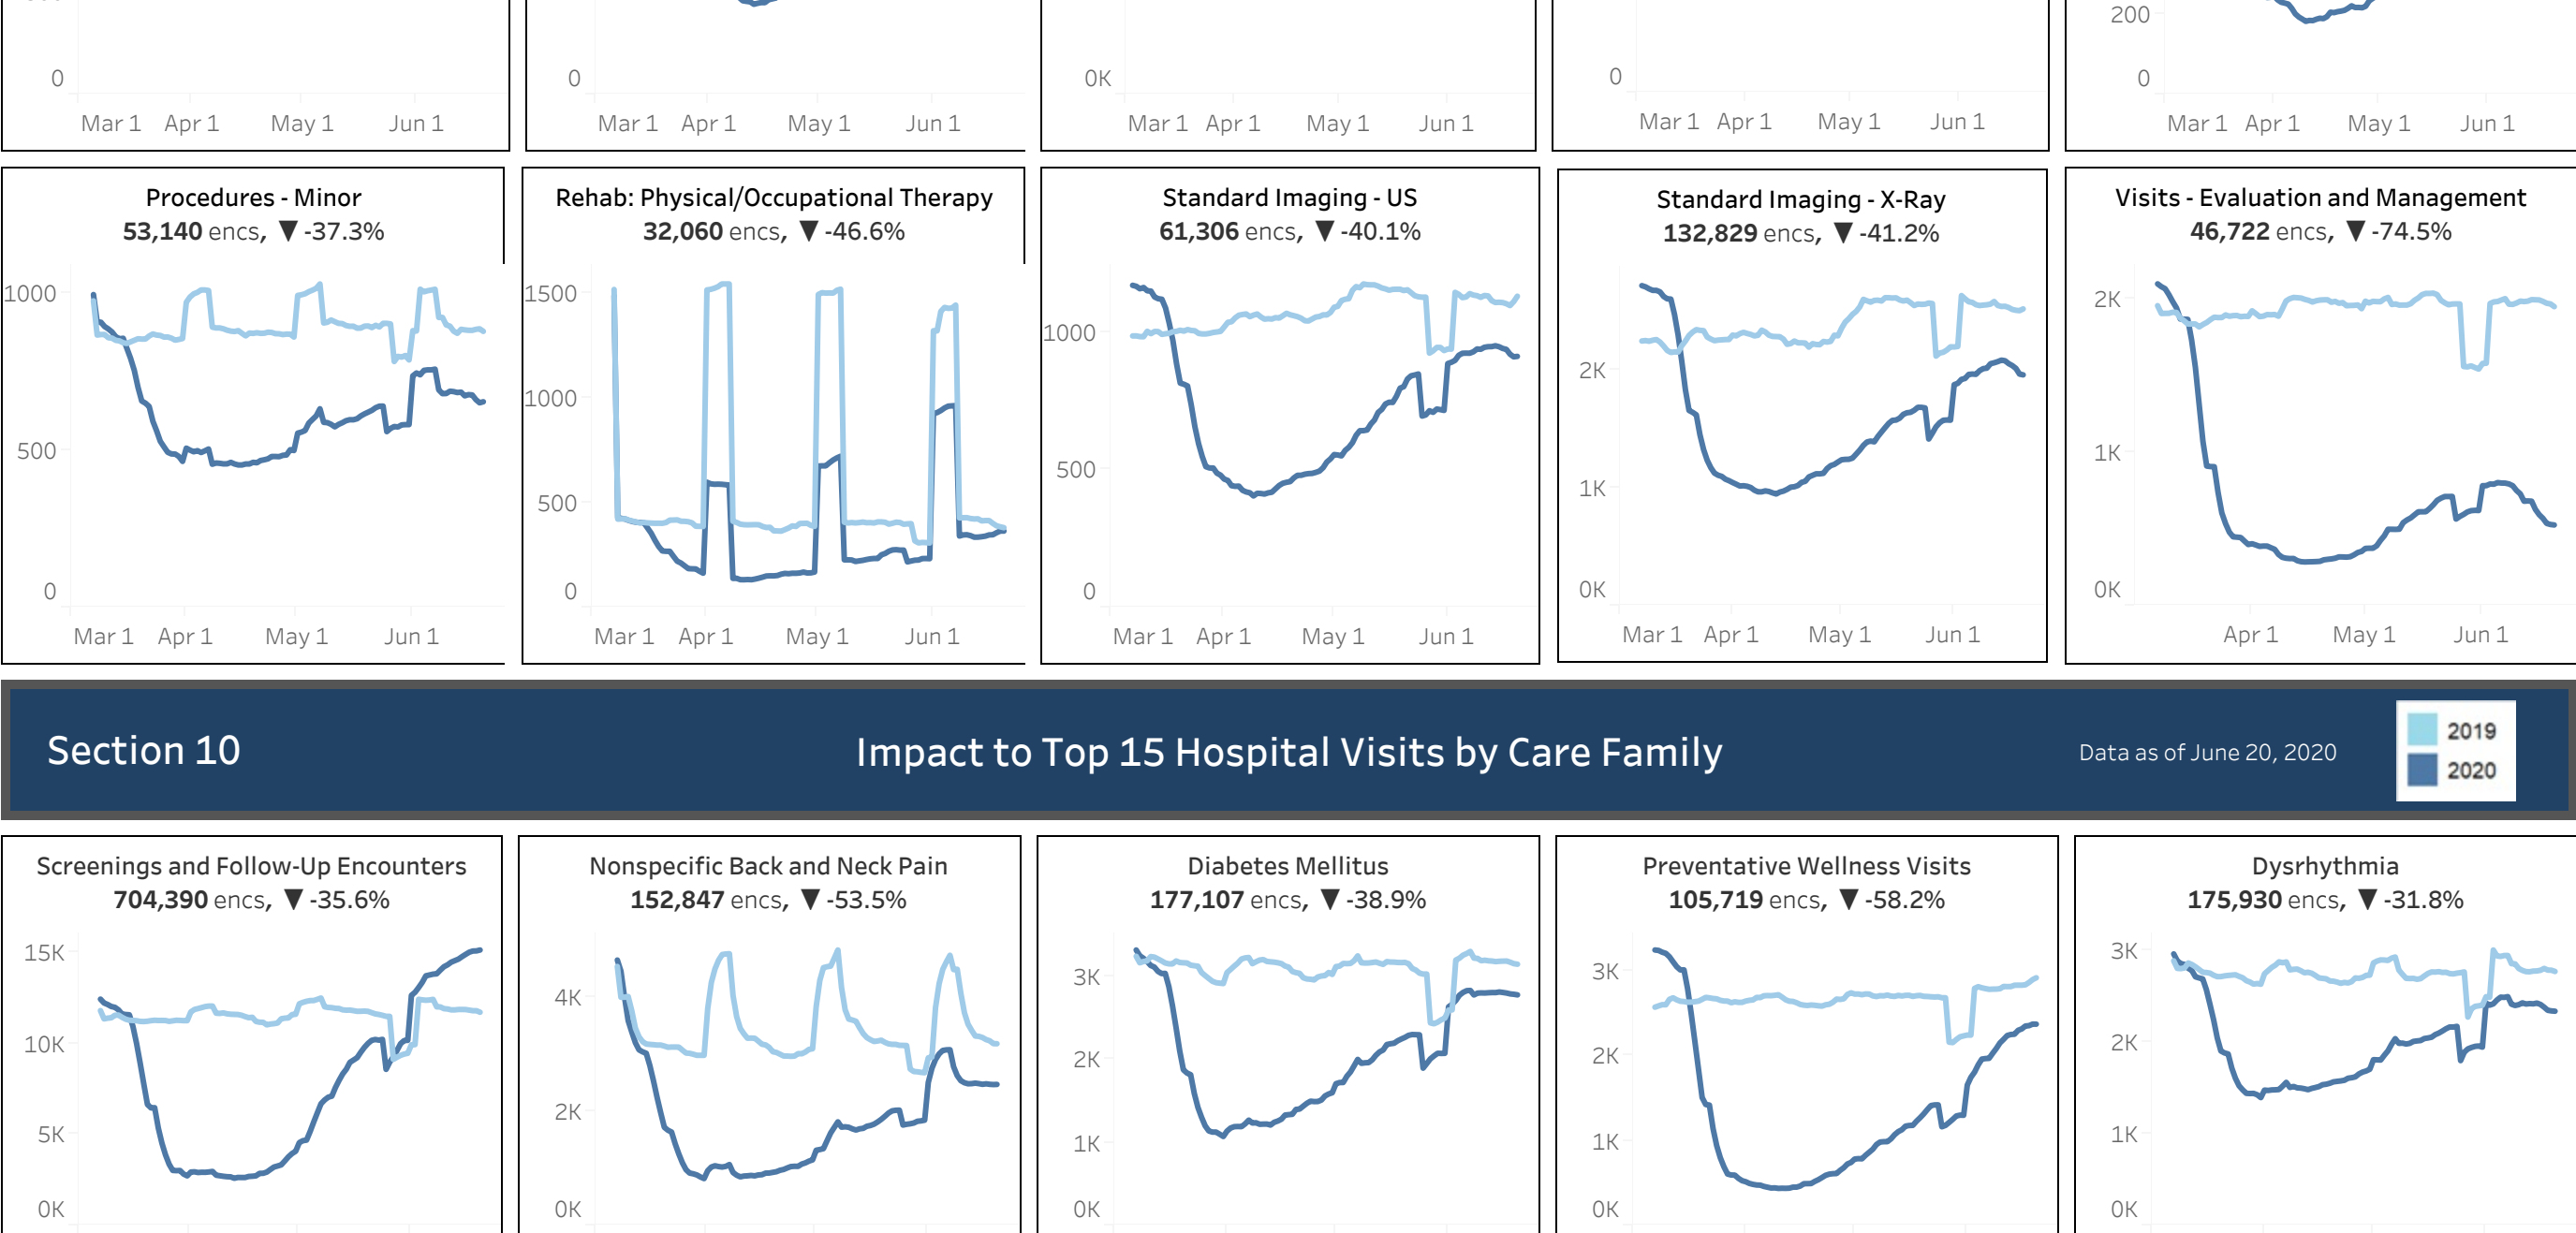 0
0
0K
0
200
0
Mar 1 Apr 1 May 1 Jun 1
Mar 1 Apr 1 May 1 Jun 1
Mar 1 Apr 1 May 1 Jun 1
Mar 1 Apr 1 May 1 Jun 1
Mar 1 Apr 1 May 1 Jun 1
Procedures - Minor
53,140 encs, ▼ -37.3%
1000
500
0
Mar 1 Apr 1 May 1 Jun 1
Rehab: Physical/Occupational Therapy
32,060 encs, ▼ -46.6%
1500
1000
500
0
Mar 1 Apr 1 May 1 Jun 1
Standard Imaging - US
61,306 encs, ▼ -40.1%
1000
500
0
Mar 1 Apr 1 May 1 Jun 1
Standard Imaging - X-Ray
132,829 encs, ▼ -41.2%
2K
1K
0K
Mar 1 Apr 1 May 1 Jun 1
Visits - Evaluation and Management
46,722 encs, ▼ -74.5%
2K
1K
0K
Apr 1 May 1 Jun 1
Section 10
Impact to Top 15 Hospital Visits by Care Family
Data as of June 20, 2020
2019
2020
Screenings and Follow-Up Encounters
704,390 encs, ▼ -35.6%
15K
10K
5K
0K
Nonspecific Back and Neck Pain
152,847 encs, ▼ -53.5%
4K
2K
0K
Diabetes Mellitus
177,107 encs, ▼ -38.9%
3K
2K
1K
0K
Preventative Wellness Visits
105,719 encs, ▼ -58.2%
3K
2K
1K
0K
Dysrhythmia
175,930 encs, ▼ -31.8%
3K
2K
1K
0K